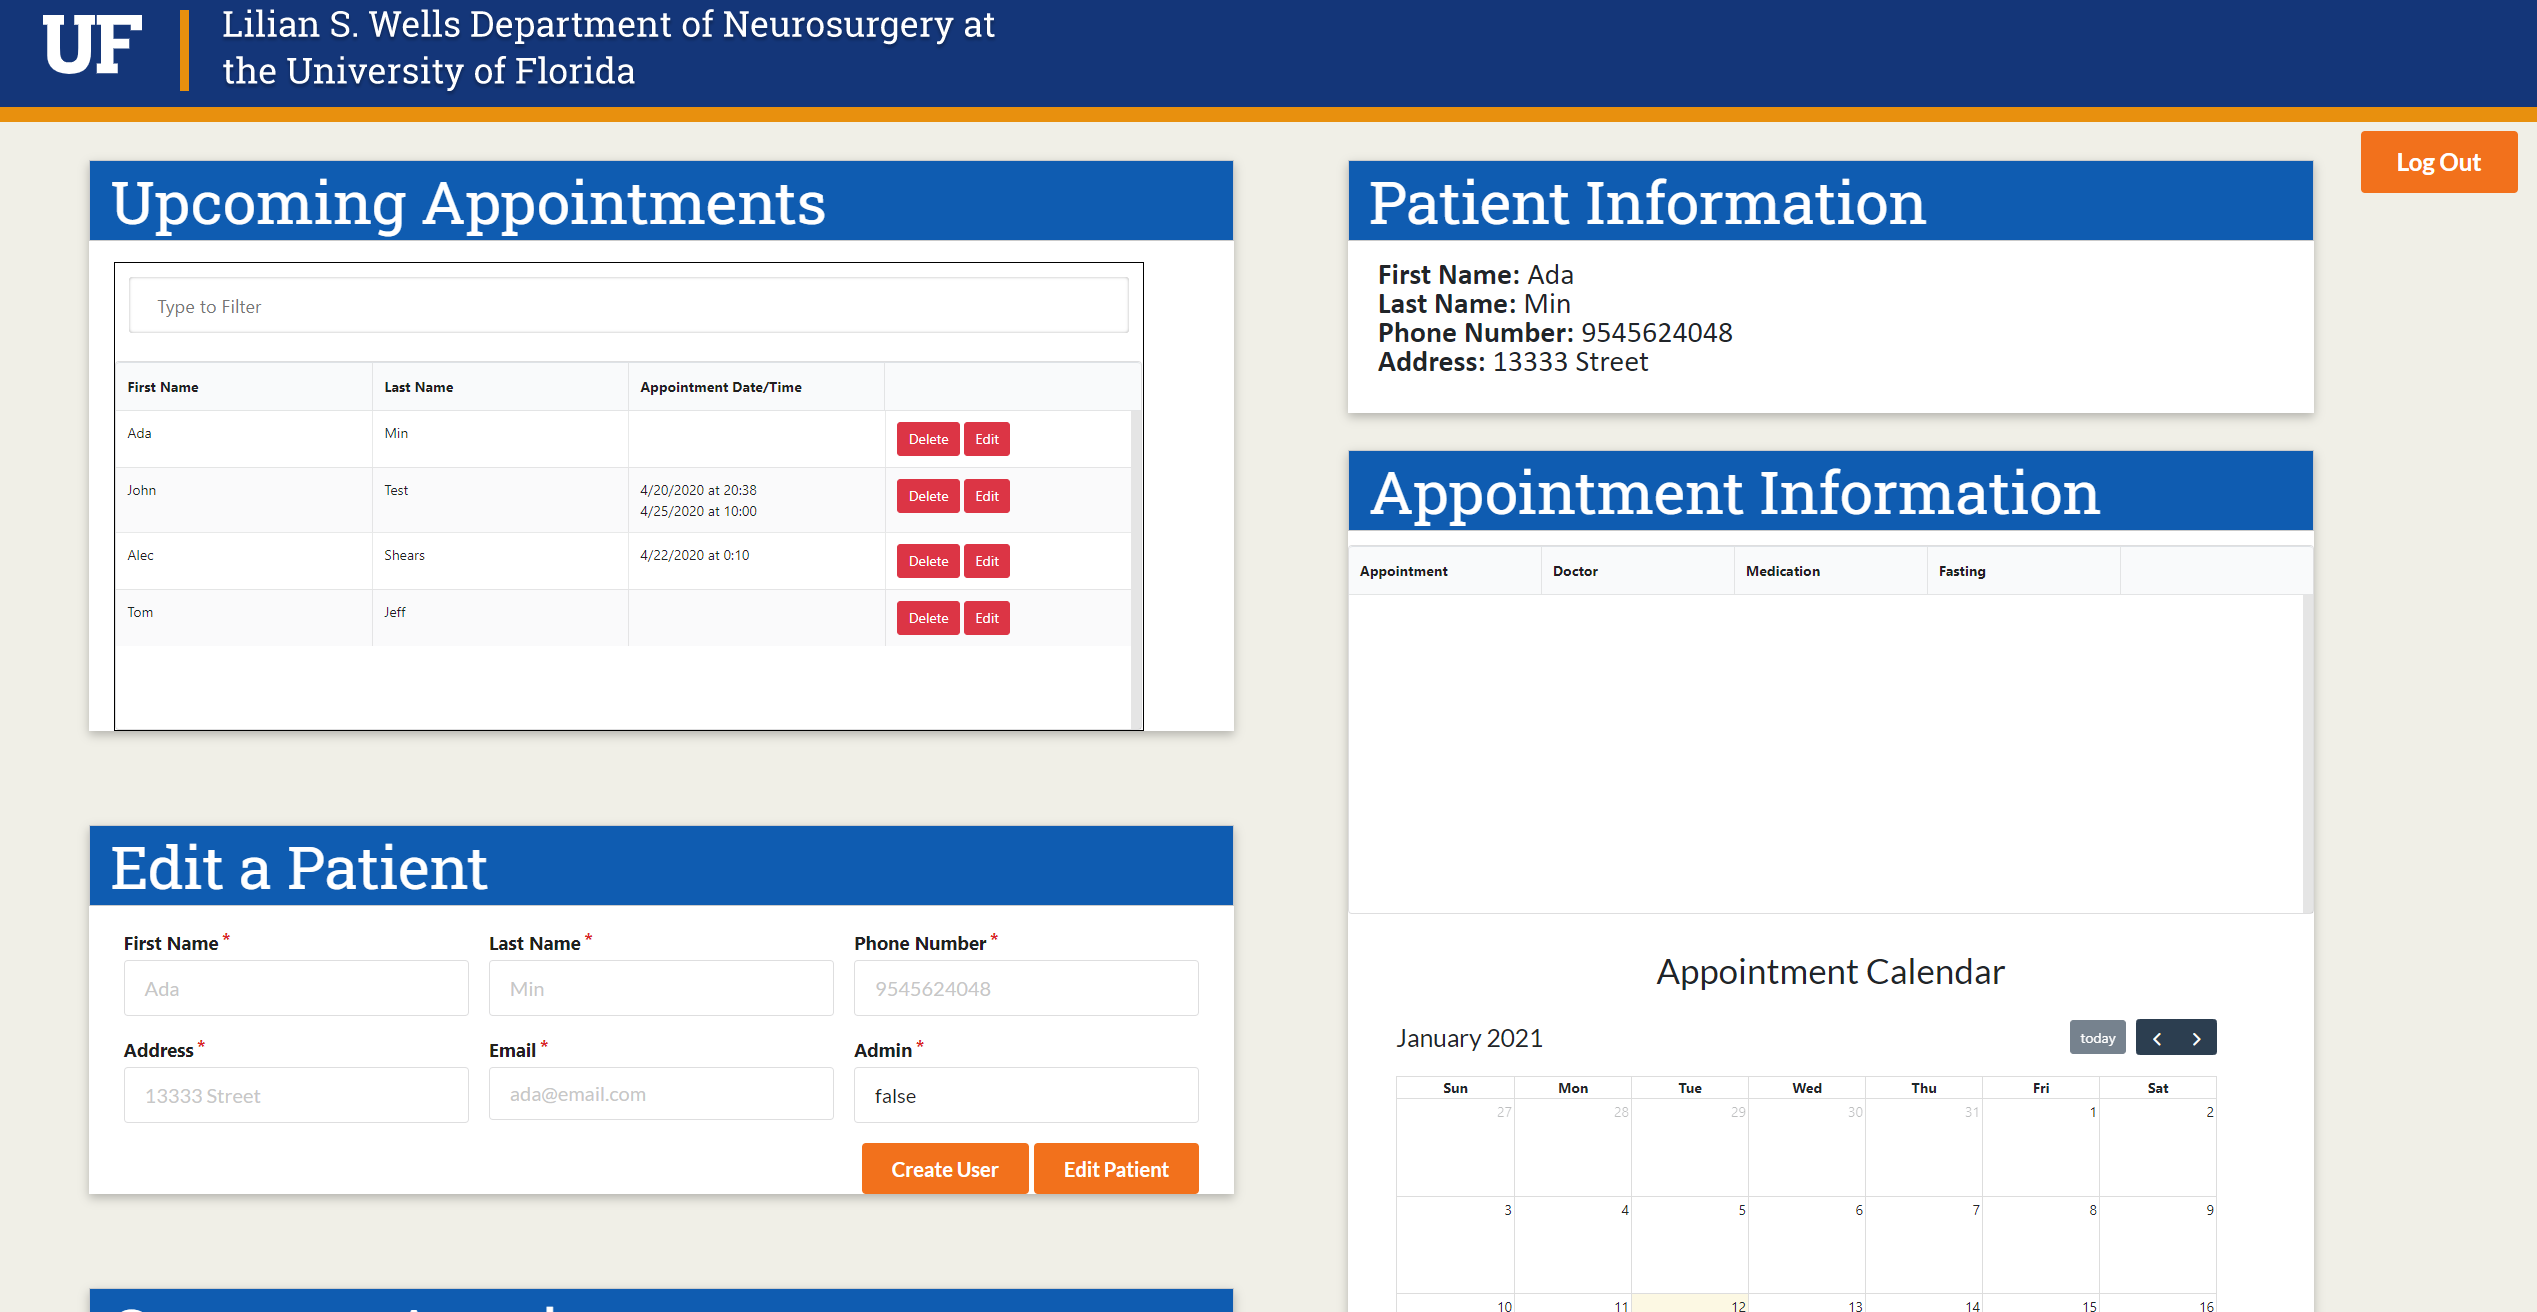 UF
Lilian S. Wells Department of Neurosurgery at
the University of Florida
Log Out
Upcoming Appointments
Type to Filter
First Name Last Name Appointment Date/Time
Ada Min Delete Edit
John Test 4/20/2020 at 20:38 Delete Edit
4/25/2020 at 10:00
Alec Shears 4/22/2020 at 0:10 Delete Edit
Tom Jeff Delete Edit
Edit a Patient
First Name * Last Name * Phone Number *
Ada Min 9545624048
Address * Email * Admin *
13333 Street ada@email.com false
Create User Edit Patient
Patient Information
First Name: Ada
Last Name: Min
Phone Number: 9545624048
Address: 13333 Street
Appointment Information
Appointment Doctor Medication Fasting
Appointment Calendar
January 2021 today < >
Sun Mon Tue Wed Thu Fri Sat
27 28 29 30 31 1 2
3 4 5 6 7 8 9
10 11 12 13 14 15 16